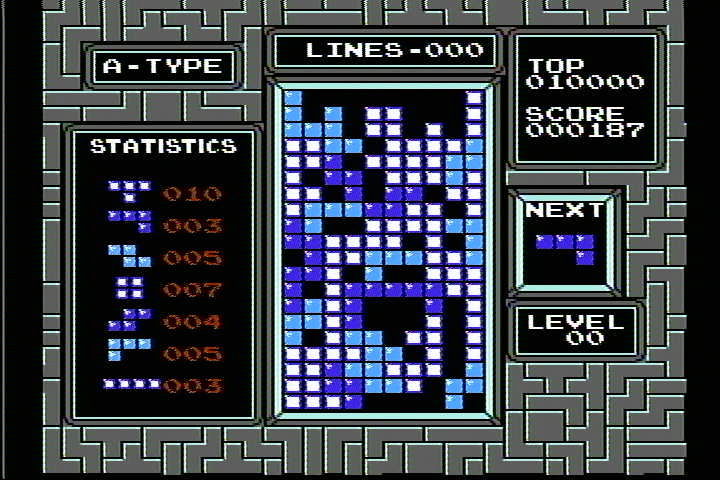 LINES-000
A-TYPE
TOP
010000
SCORE
000187
STATISTICS
010
003
005
007
004
005
003
NEXT
LEVEL
00